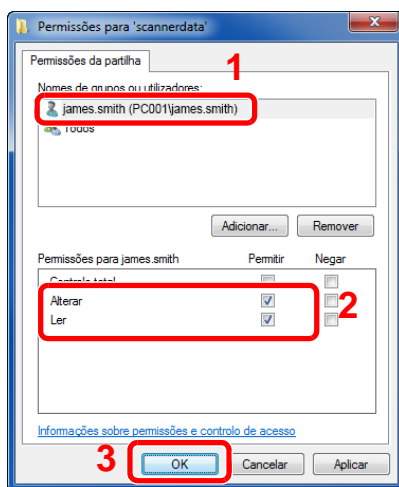 Permissões para 'scannerdata'
Permissões da partilha
1
Nomes de grupos ou utilizadores:
james.smith (PC001\james.smith)
Todos
Adicionar... Remover
Permissões para james.smith Permitir Negar
Controlo total
Alterar
Ler
2
Informações sobre permissões e controlo de acesso
3
OK Cancelar Aplicar